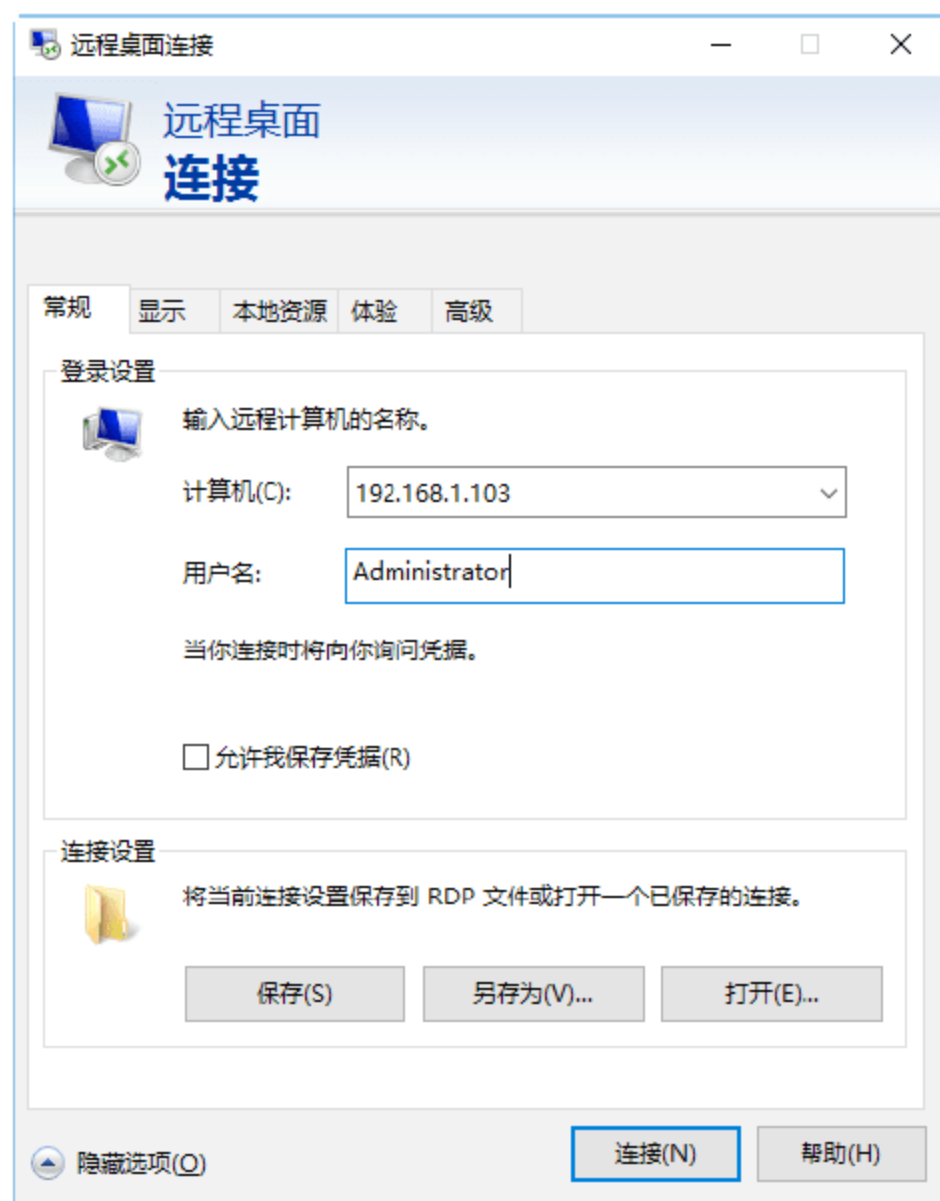 远程桌面连接
远程桌面
连接
常规 显示 本地资源 体验 高级
登录设置
输入远程计算机的名称。
计算机(C): 192.168.1.103
用户名: Administrator
当你连接时将向你询问凭据。
允许我保存凭据(R)
连接设置
将当前连接设置保存到 RDP 文件或打开一个已保存的连接。
保存(S) 另存为(V)... 打开(E)...
隐藏选项(O) 连接(N) 帮助(H)